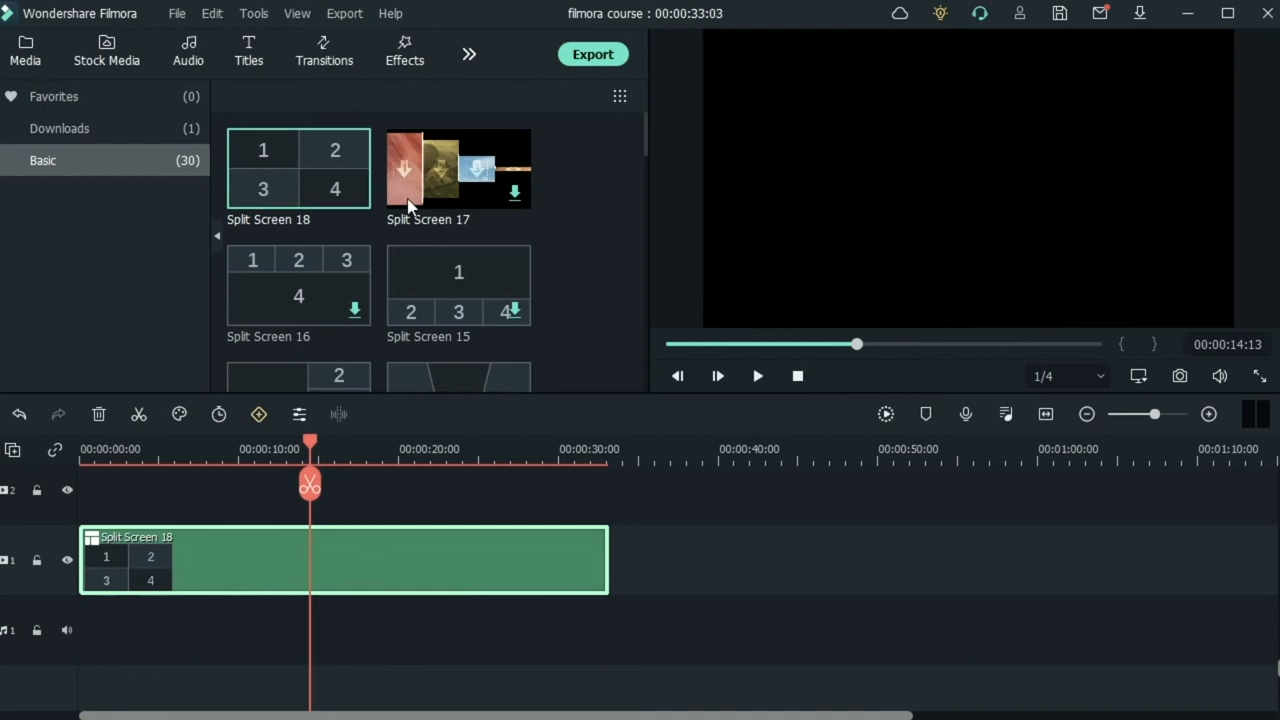 Wondershare Filmora File Edit Tools View Export Help filmora course : 00:00:33:03
Media Stock Media Audio Titles Transitions Effects Export
Favorites (0)
Downloads (1)
Basic (30)
1 2
3 4
Split Screen 18
Split Screen 17
1 2 3
4
Split Screen 16
1
2 3 4
Split Screen 15
2
00:00:14:13
1/4
00:00:00:00 00:00:10:00 00:00:20:00 00:00:30:00 00:00:40:00 00:00:50:00 00:01:00:00 00:01:10:00
2
Split Screen 18
1
1 2
3 4
1